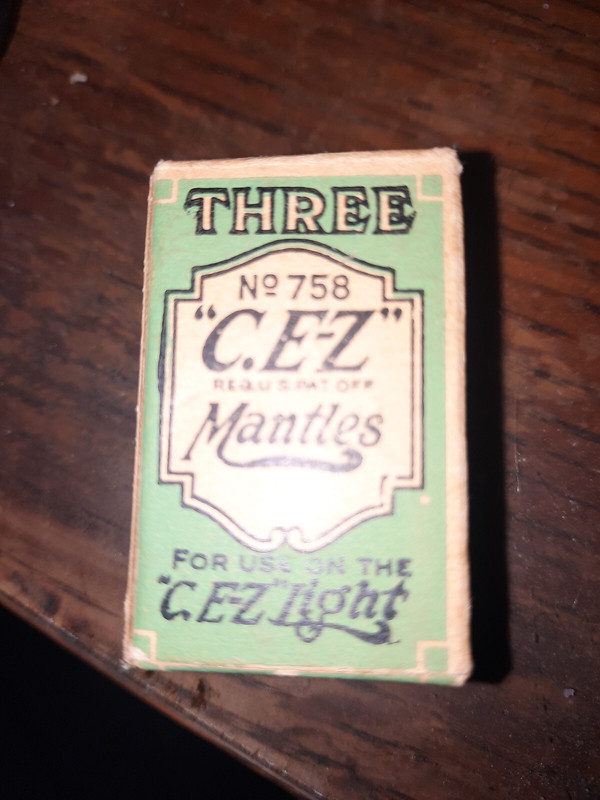 THREE
Nº 758
"C.E-Z"
REG. U.S. PAT OFF
Mantles
FOR USE ON THE
"C.E-Z" Light